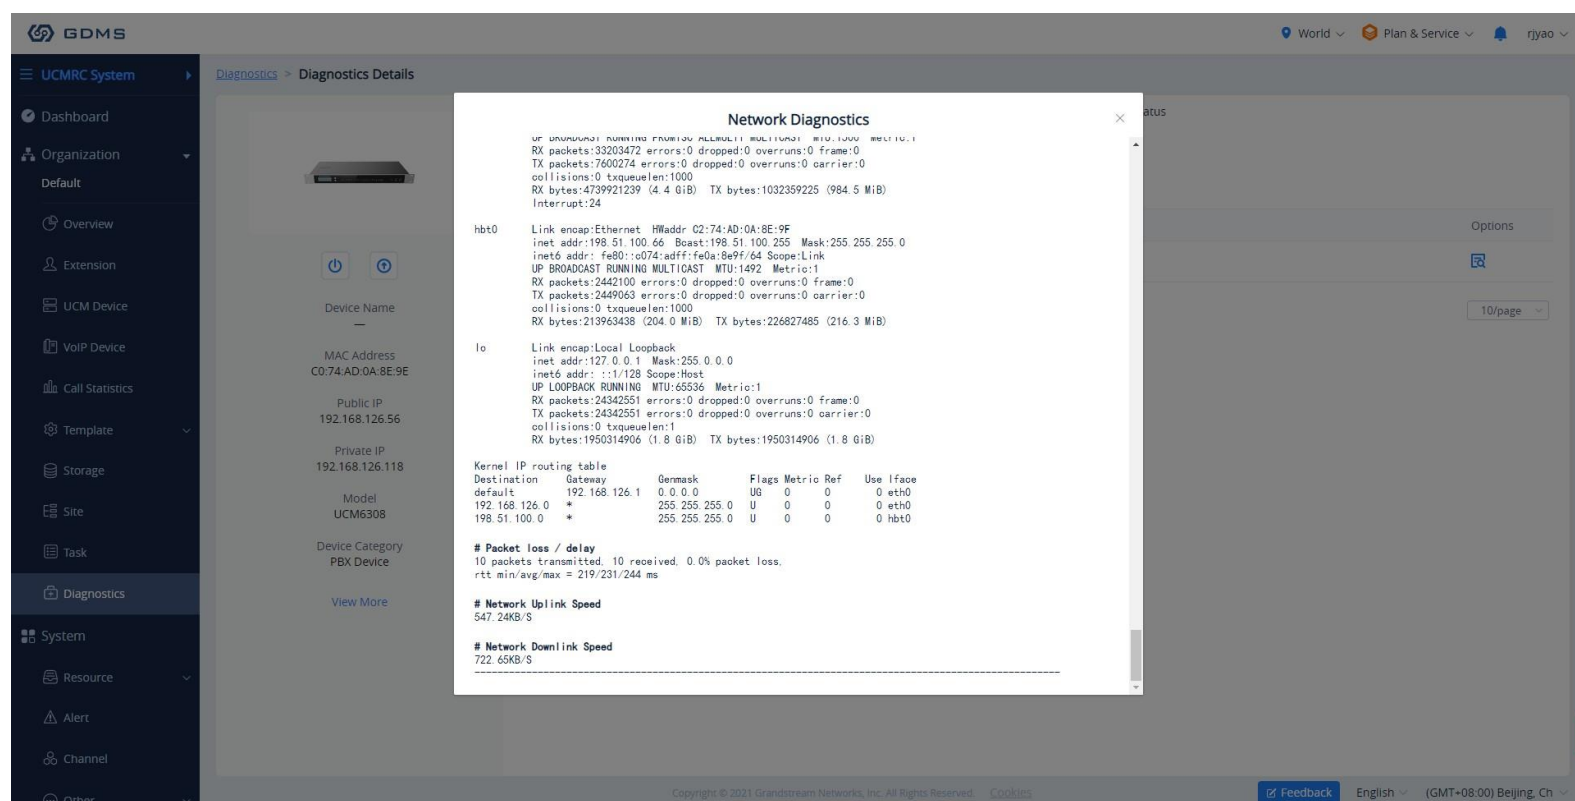 GDMS
World
Plan & Service
rjyao
UCMRC System
Diagnostics > Diagnostics Details
Dashboard
Organization
Default
Overview
Extension
UCM Device
VoIP Device
Call Statistics
Template
Storage
Site
Task
Diagnostics
System
Resource
Alert
Channel
Other
Device Name
—
MAC Address
C0:74:AD:0A:8E:9E
Public IP
192.168.126.56
Private IP
192.168.126.118
Model
UCM6308
Device Category
PBX Device
View More
Network Diagnostics
UP BROADCAST RUNNING PROMISC ALLMULTI MULTICAST MTU:1500 Metric:1
RX packets:33203472 errors:0 dropped:0 overruns:0 frame:0
TX packets:7600274 errors:0 dropped:0 overruns:0 carrier:0
collisions:0 txqueuelen:1000
RX bytes:4739921239 (4.4 GiB) TX bytes:1032359225 (984.5 MiB)
Interrupt:24
hbt0 Link encap:Ethernet HWaddr C2:74:AD:0A:8E:9F
inet addr:198.51.100.66 Bcast:198.51.100.255 Mask:255.255.255.0
inet6 addr: fe80::c074:adff:fe0a:8e9f/64 Scope:Link
UP BROADCAST RUNNING MULTICAST MTU:1492 Metric:1
RX packets:2442100 errors:0 dropped:0 overruns:0 frame:0
TX packets:2449063 errors:0 dropped:0 overruns:0 carrier:0
collisions:0 txqueuelen:1000
RX bytes:213963438 (204.0 MiB) TX bytes:226827485 (216.3 MiB)
lo Link encap:Local Loopback
inet addr:127.0.0.1 Mask:255.0.0.0
inet6 addr: ::1/128 Scope:Host
UP LOOPBACK RUNNING MTU:65536 Metric:1
RX packets:24342551 errors:0 dropped:0 overruns:0 frame:0
TX packets:24342551 errors:0 dropped:0 overruns:0 carrier:0
collisions:0 txqueuelen:1
RX bytes:1950314906 (1.8 GiB) TX bytes:1950314906 (1.8 GiB)
Kernel IP routing table
Destination Gateway Genmask Flags Metric Ref Use Iface
default 192.168.126.1 0.0.0.0 UG 0 0 0 eth0
192.168.126.0 * 255.255.255.0 U 0 0 0 eth0
198.51.100.0 * 255.255.255.0 U 0 0 0 hbt0
# Packet loss / delay
10 packets transmitted, 10 received, 0.0% packet loss,
rtt min/avg/max = 219/231/244 ms
# Network Uplink Speed
547.24KB/S
# Network Downlink Speed
722.65KB/S
atus
Options
10/page
Copyright © 2021 Grandstream Networks, Inc. All Rights Reserved. Cookies
Feedback
English
(GMT+08:00) Beijing, Ch